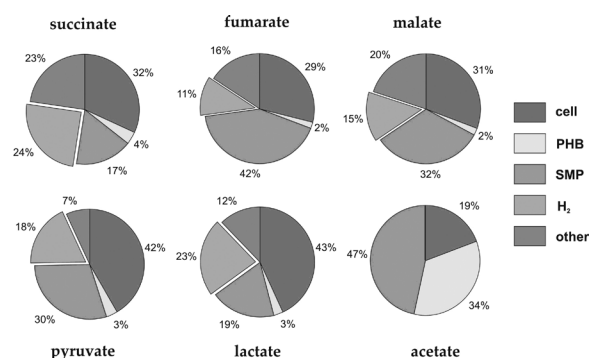 succinate
fumarate
malate
23%
32%
4%
17%
24%
16%
29%
11%
2%
42%
20%
31%
15%
2%
32%
cell
PHB
SMP
H₂
other
7%
42%
18%
30%
3%
12%
43%
23%
19%
3%
19%
47%
34%
pyruvate
lactate
acetate